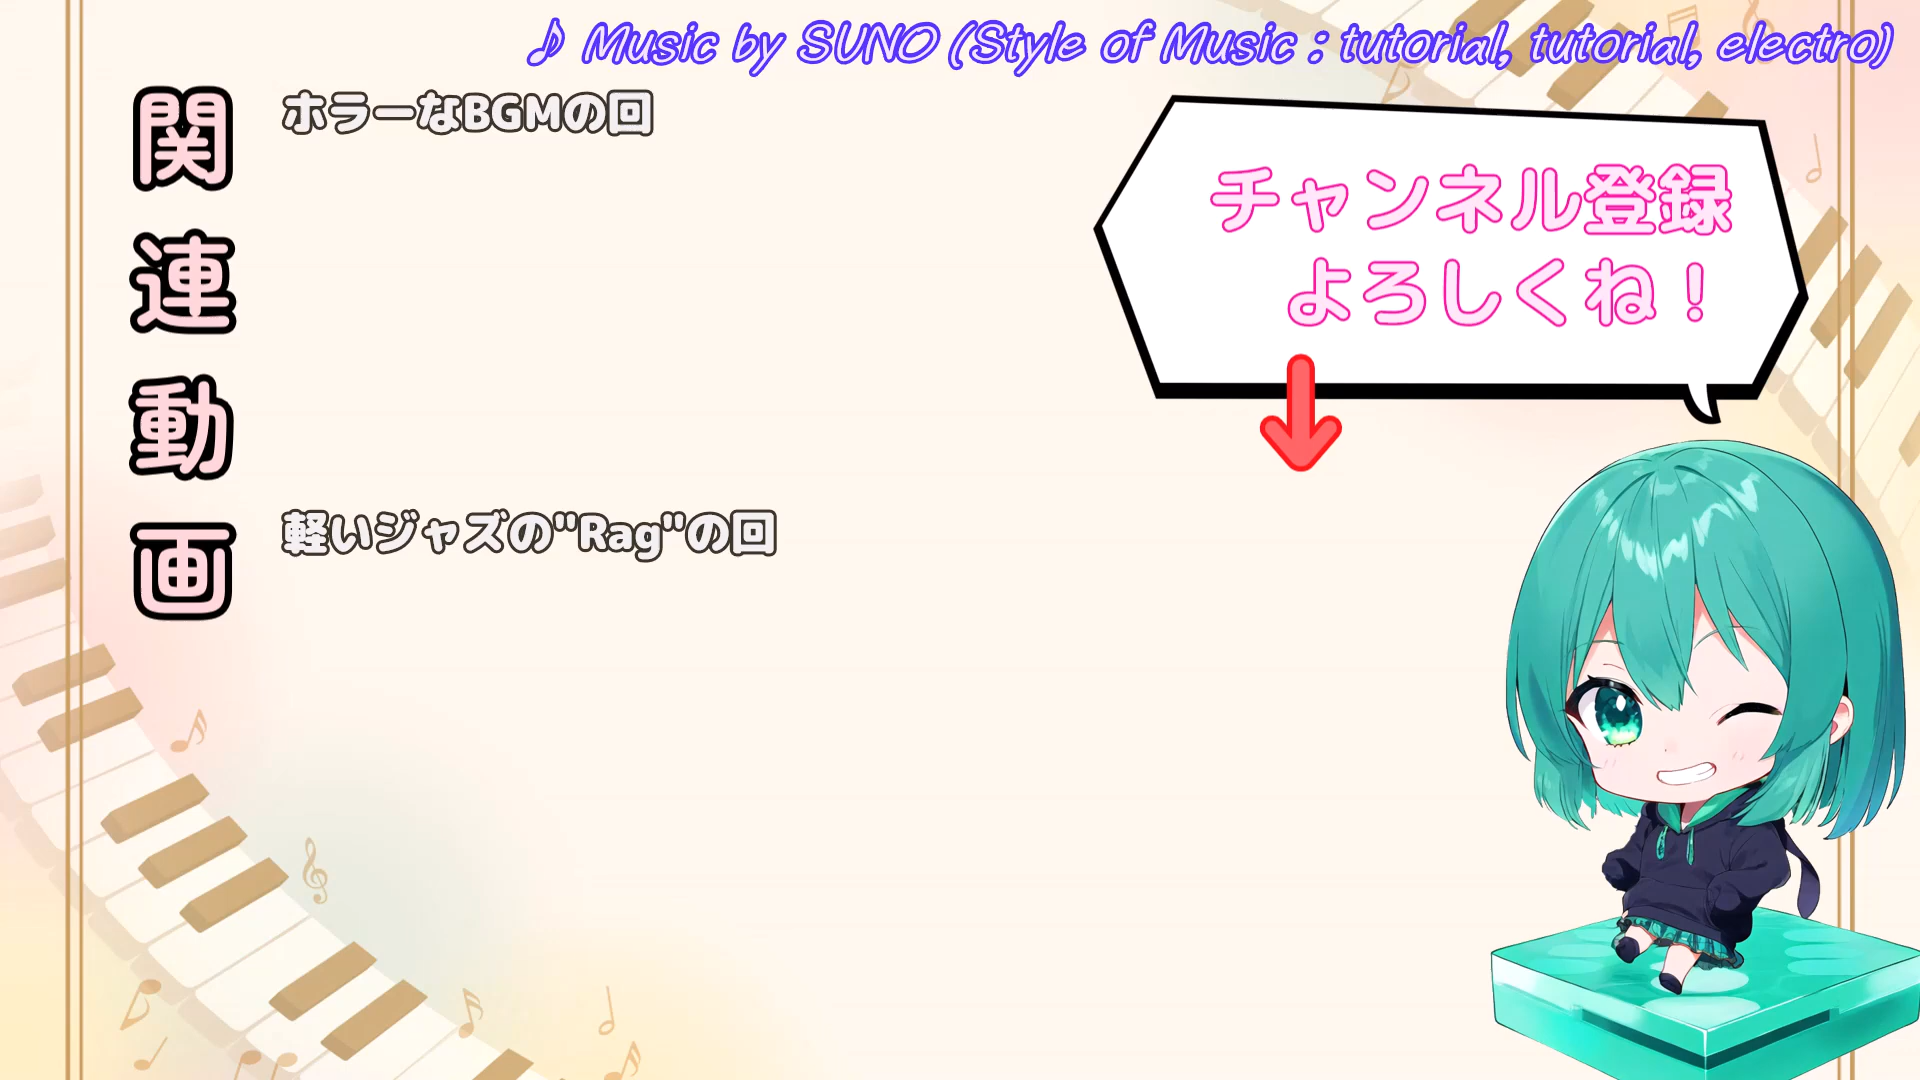 ♪ Music by SUNO (Style of Music : tutorial, tutorial, electro)
関連動画
ホラーなBGMの回
軽いジャズの"Rag"の回
チャンネル登録
よろしくね！